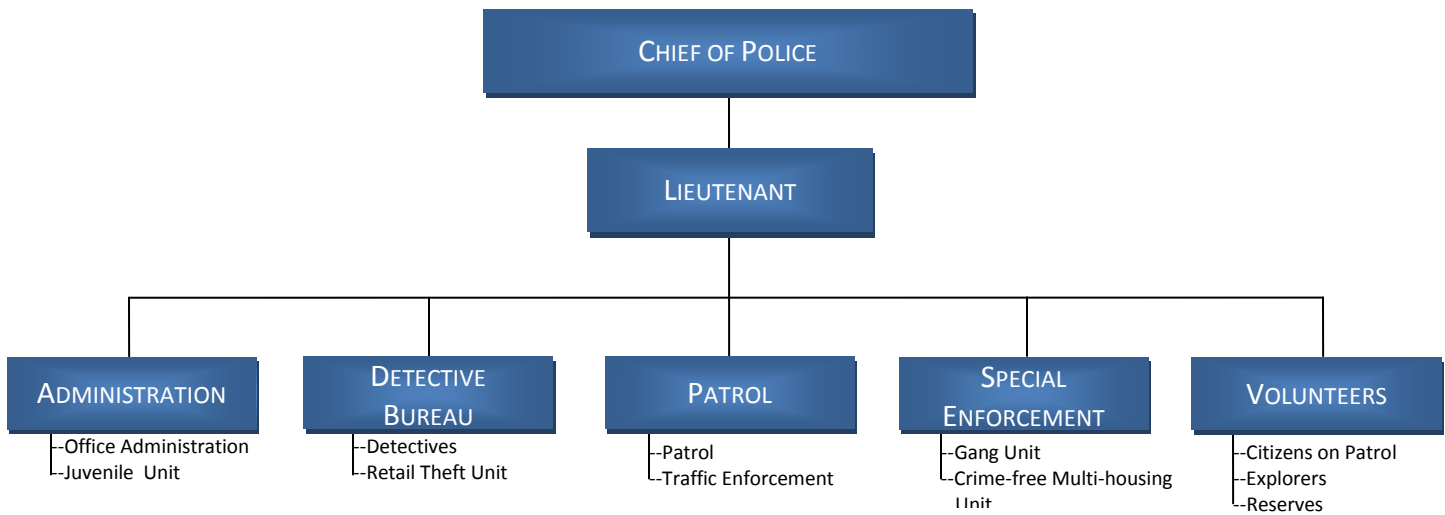 CHIEF OF POLICE
LIEUTENANT
ADMINISTRATION
--Office Administration
--Juvenile Unit
DETECTIVE
BUREAU
--Detectives
--Retail Theft Unit
PATROL
--Patrol
--Traffic Enforcement
SPECIAL
ENFORCEMENT
--Gang Unit
--Crime-free Multi-housing
Unit
VOLUNTEERS
--Citizens on Patrol
--Explorers
--Reserves